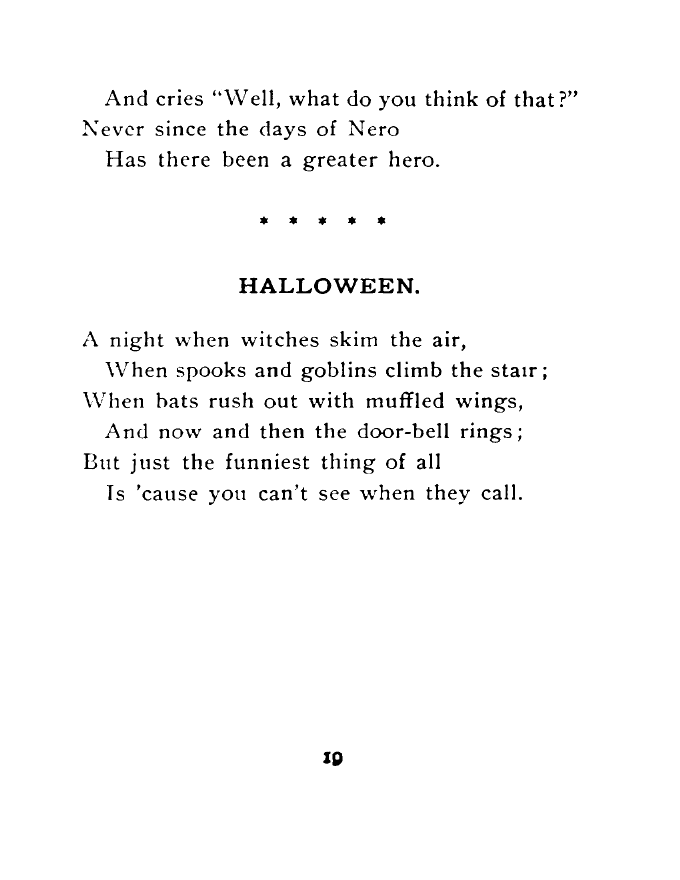 And cries “Well, what do you think of that?”
Never since the days of Nero
Has there been a greater hero.
* * * * *
HALLOWEEN.
A night when witches skim the air,
When spooks and goblins climb the stair;
When bats rush out with muffled wings,
And now and then the door-bell rings;
But just the funniest thing of all
Is ’cause you can’t see when they call.
19